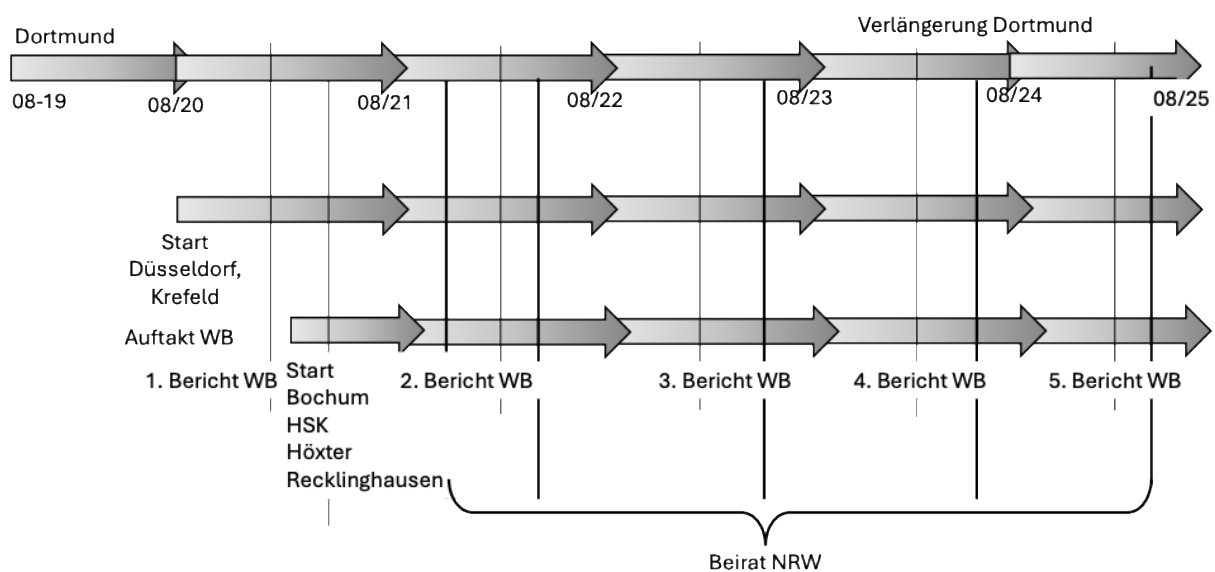 Verlängerung Dortmund
Dortmund
08-19
08/20
08/21
08/22
08/23
08/24
08/25
Start
Düsseldorf,
Krefeld
Auftakt WB
1. Bericht WB
Start
Bochum
HSK
Höxter
Recklinghausen
2. Bericht WB
3. Bericht WB
4. Bericht WB
5. Bericht WB
Beirat NRW